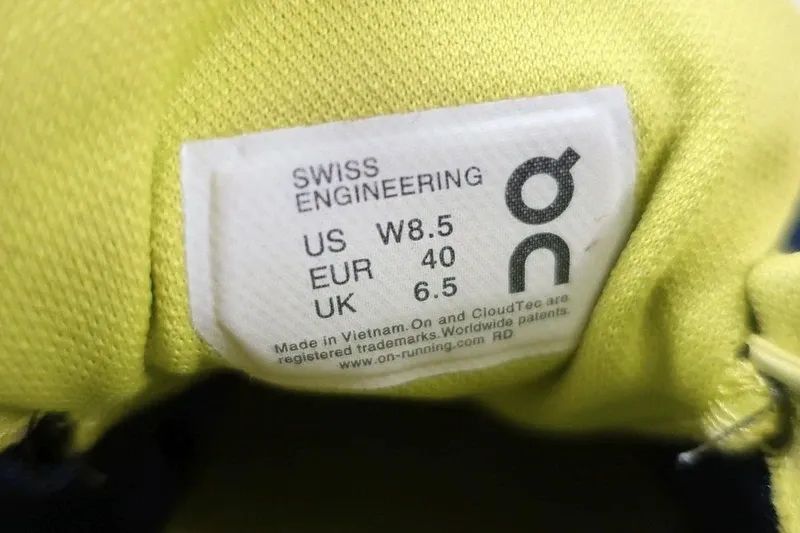 SWISS
ENGINEERING
US W8.5
EUR 40
UK 6.5
Made in Vietnam. On and CloudTec are
registered trademarks. Worldwide patents.
www.on-running.com RD
On